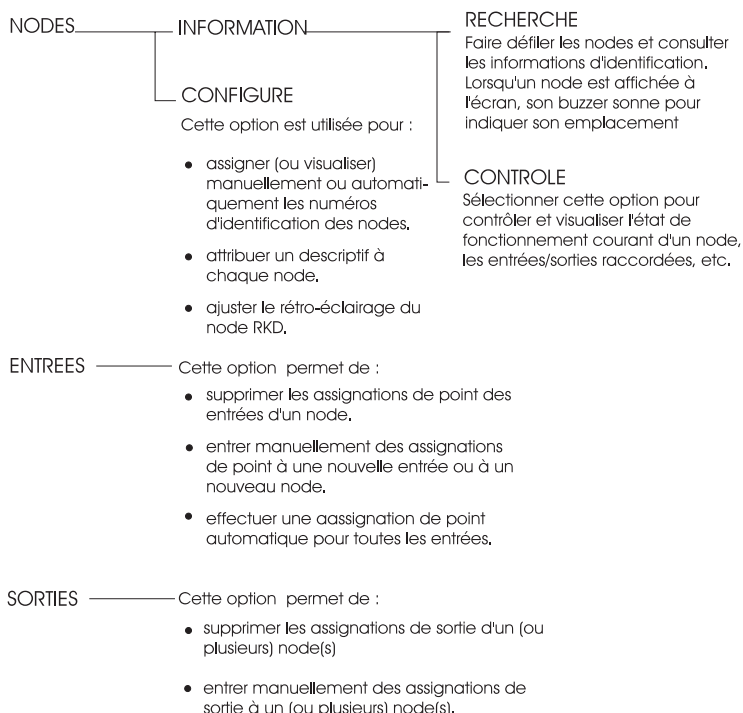 NODES
INFORMATION
RECHERCHE
Faire défiler les nodes et consulter
les informations d'identification.
Lorsqu'un node est affichée à
l'écran, son buzzer sonne pour
indiquer son emplacement
CONTROLE
Sélectionner cette option pour
contrôler et visualiser l'état de
fonctionnement courant d'un node,
les entrées/sorties raccordées, etc.
CONFIGURE
Cette option est utilisée pour :
• assigner (ou visualiser)
manuellement ou automati-
quement les numéros
d'identification des nodes.
• attribuer un descriptif à
chaque node.
• ajuster le rétro-éclairage du
node RKD.
ENTREES
Cette option permet de :
• supprimer les assignations de point des
entrées d'un node.
• entrer manuellement des assignations
de point à une nouvelle entrée ou à un
nouveau node.
• effectuer une aassignation de point
automatique pour toutes les entrées.
SORTIES
Cette option permet de :
• supprimer les assignations de sortie d'un (ou
plusieurs) node(s)
• entrer manuellement des assignations de
sortie à un (ou plusieurs) node(s).